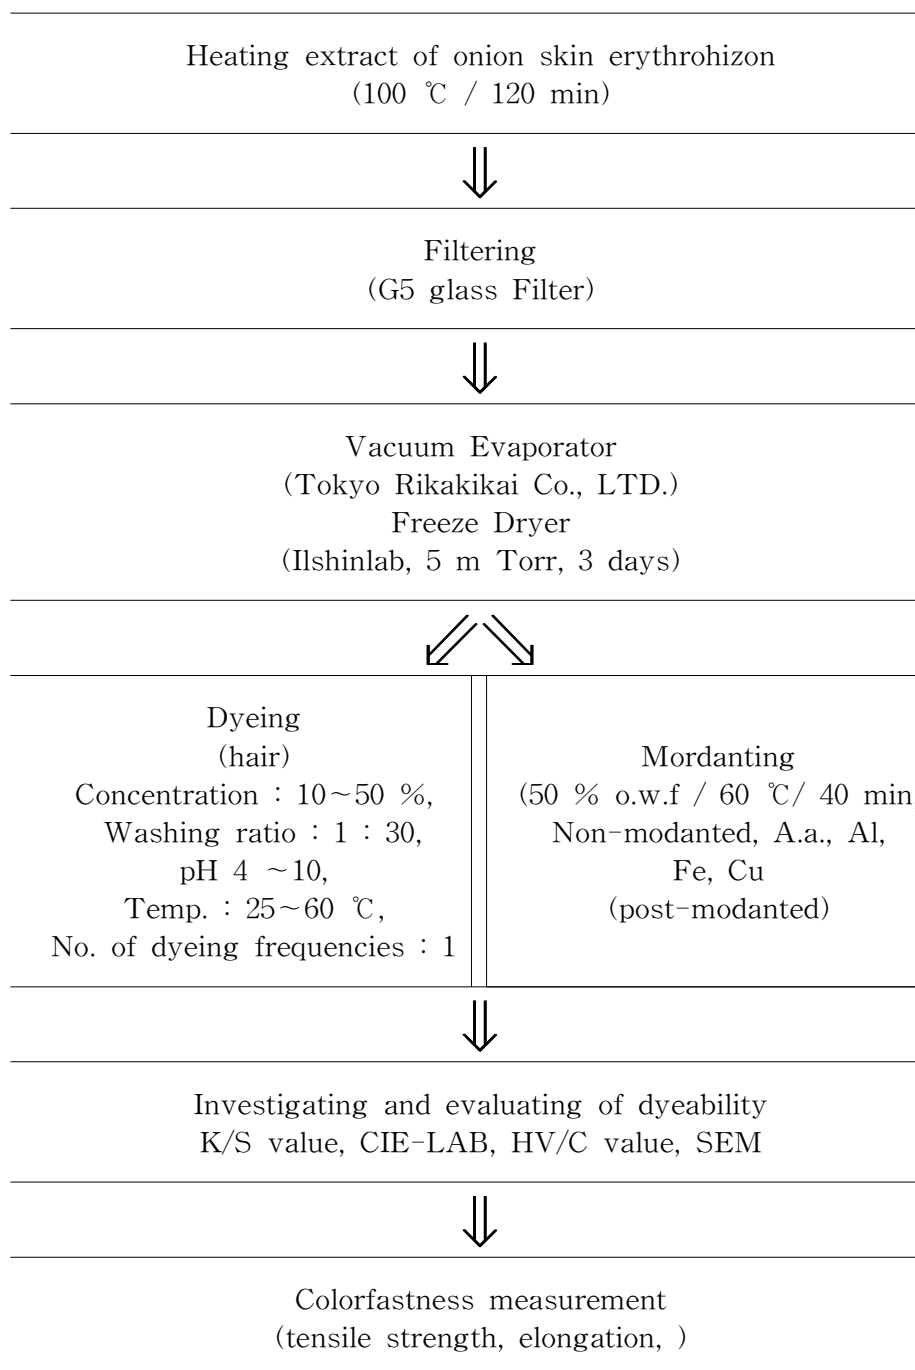 Heating extract of onion skin erythrohizon
(100 ℃ / 120 min)
Filtering
(G5 glass Filter)
Vacuum Evaporator
(Tokyo Rikakikai Co., LTD.)
Freeze Dryer
(Ilshinlab, 5 m Torr, 3 days)
Dyeing
(hair)
Concentration : 10~50 %,
Washing ratio : 1 : 30,
pH 4 ~10,
Temp. : 25~60 ℃,
No. of dyeing frequencies : 1
Mordanting
(50 % o.w.f / 60 ℃/ 40 min.
Non-modanted, A.a., Al,
Fe, Cu
(post-modanted)
Investigating and evaluating of dyeability
K/S value, CIE-LAB, HV/C value, SEM
Colorfastness measurement
(tensile strength, elongation, )